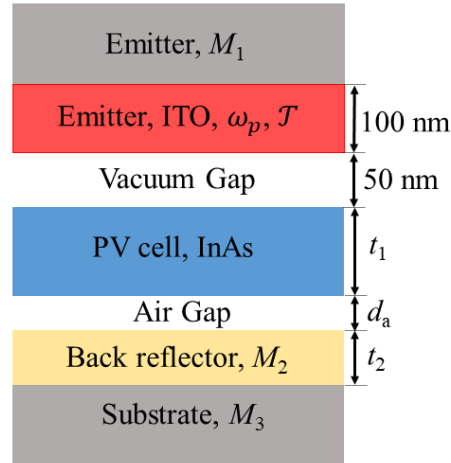 Emitter, M₁
Emitter, ITO, ωₚ, 𝒯
100 nm
Vacuum Gap
50 nm
PV cell, InAs
t₁
Air Gap
dₐ
Back reflector, M₂
t₂
Substrate, M₃